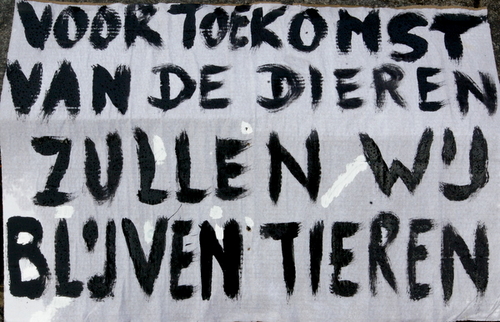 VOOR TOEKOMST
VAN DE DIEREN
ZULLEN WIJ
BLIJVEN TIEREN